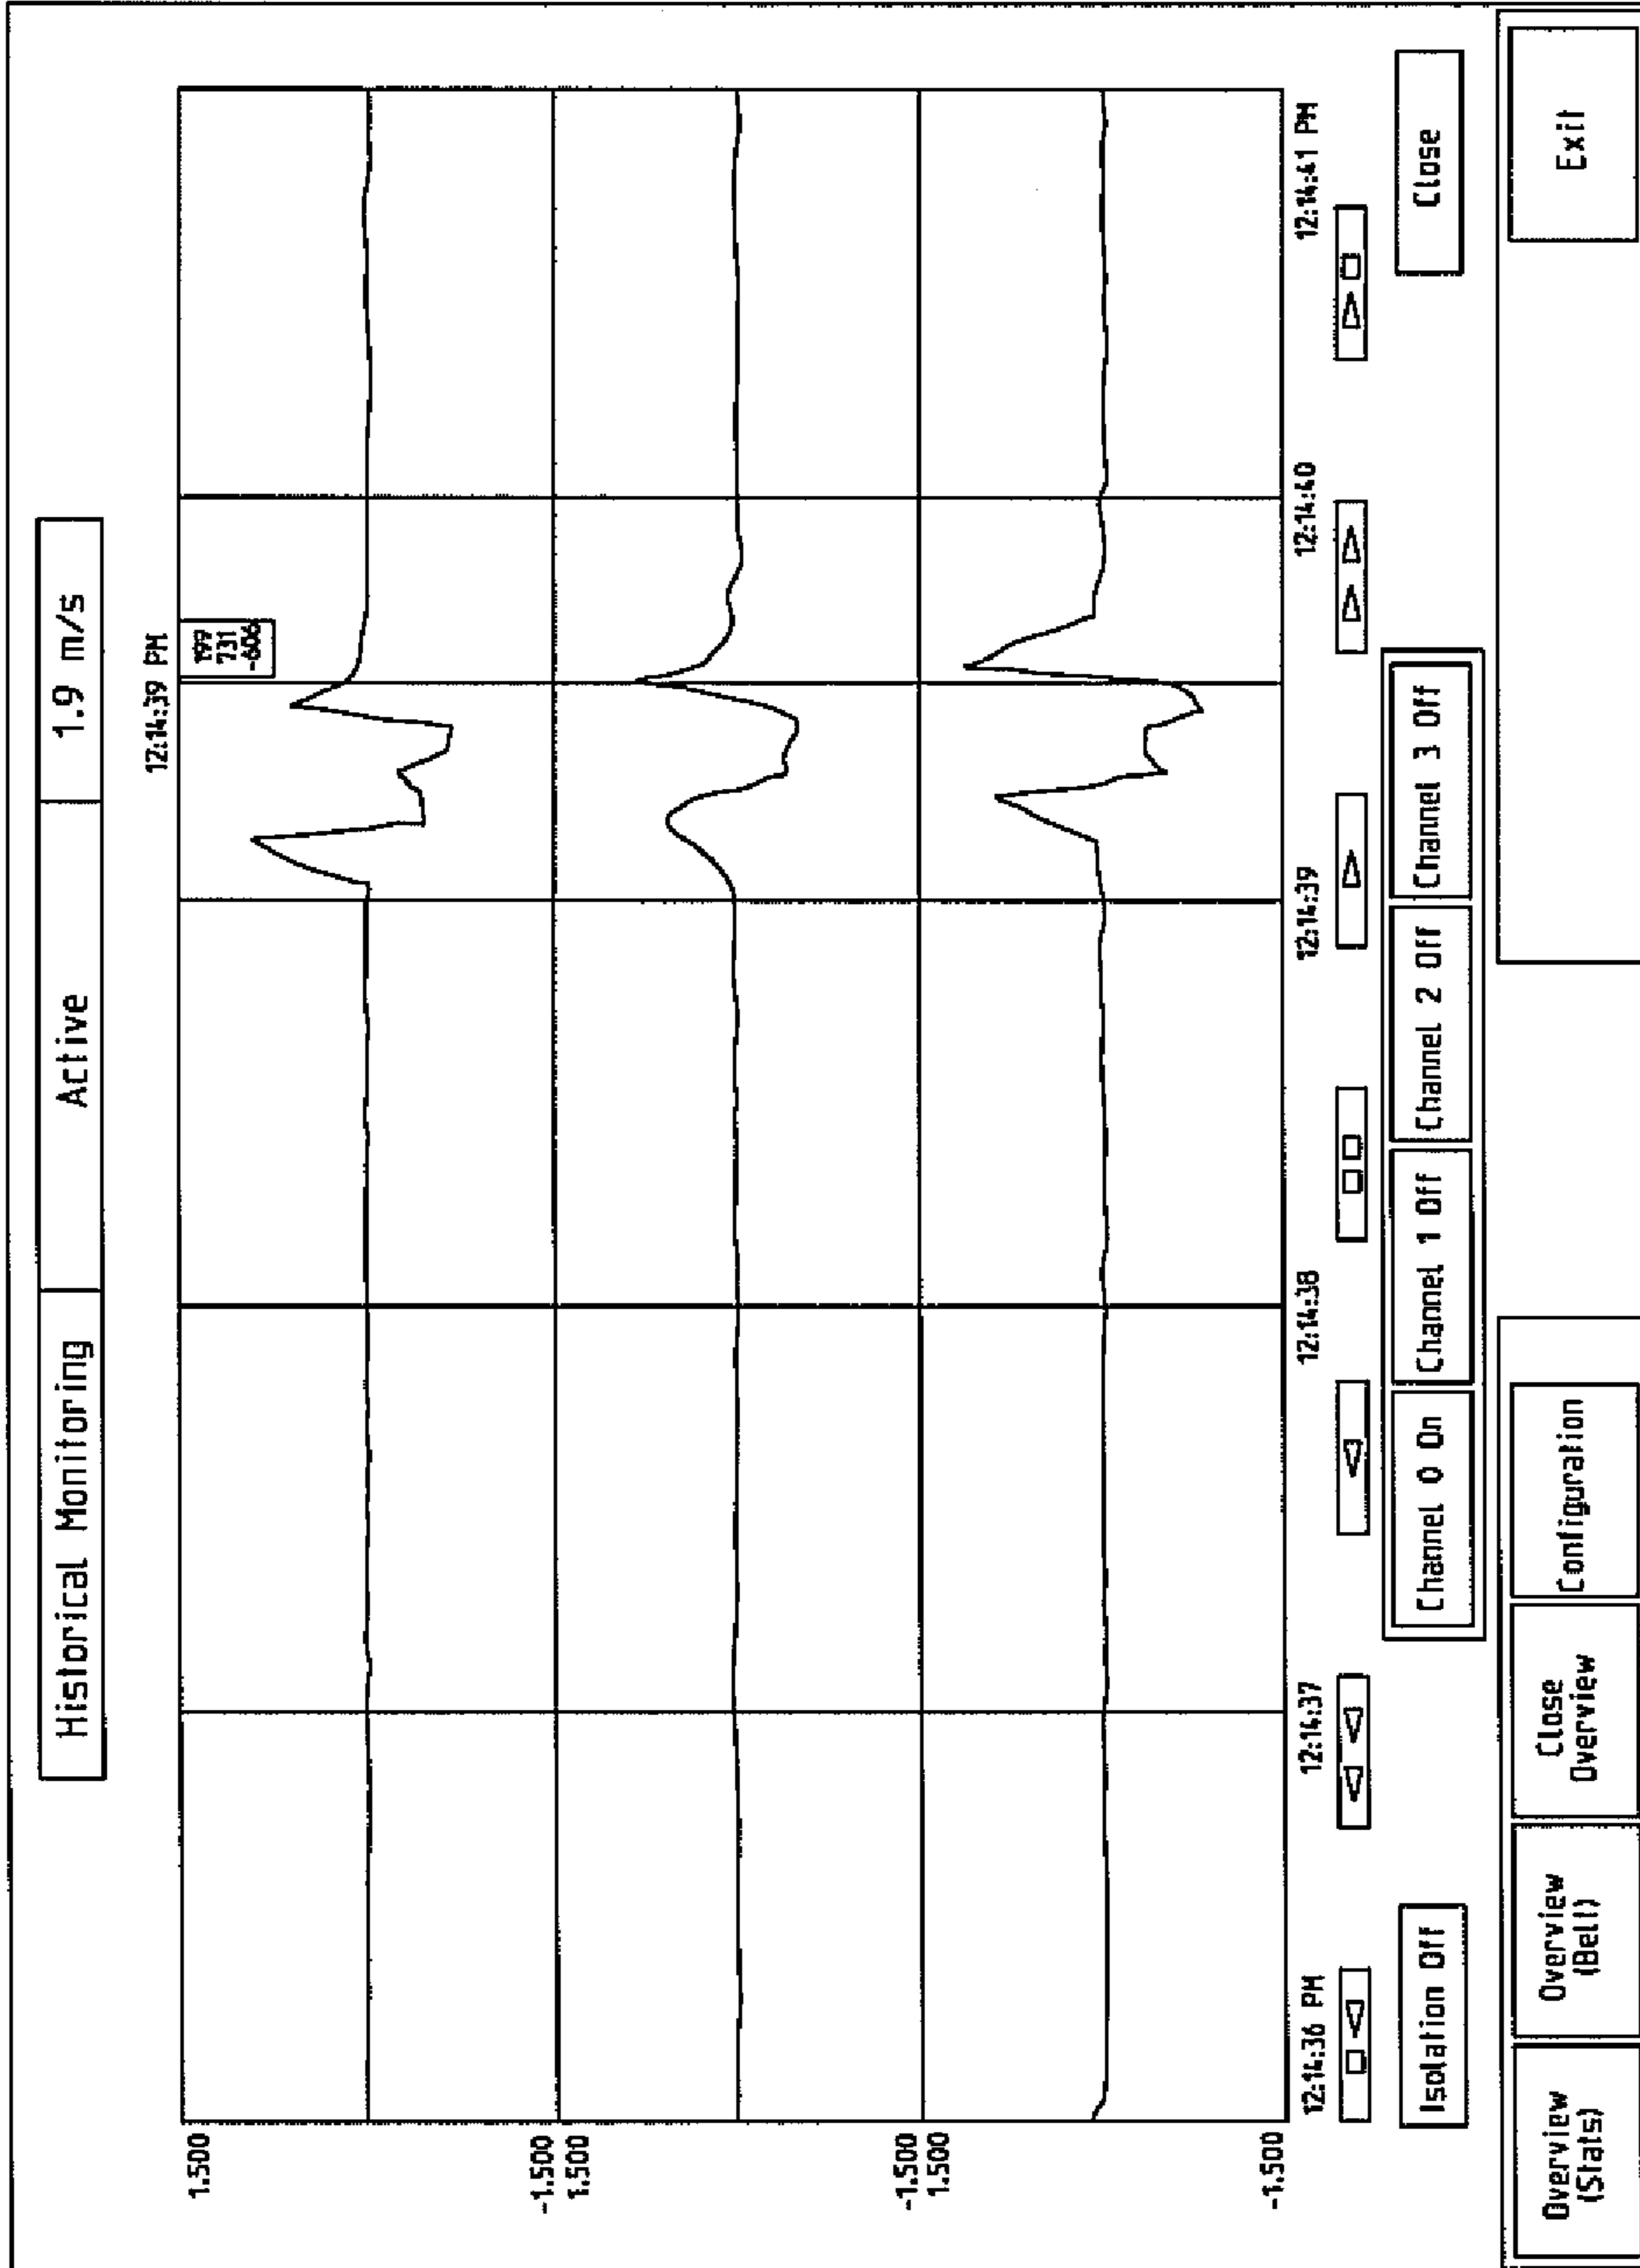 Historical Monitoring
Active
1.9 m/s
12:14:39 PM
1.500
199
731
-606
-1.500
1.500
-1.500
1.500
-1.500
12:14:36 PM
12:14:37
12:14:38
12:14:39
12:14:40
12:14:41 PM
Isolation Off
Channel 0 On
Channel 1 Off
Channel 2 Off
Channel 3 Off
Close
Overview
(Stats)
Overview
(Bell)
Close
Overview
Configuration
Exit